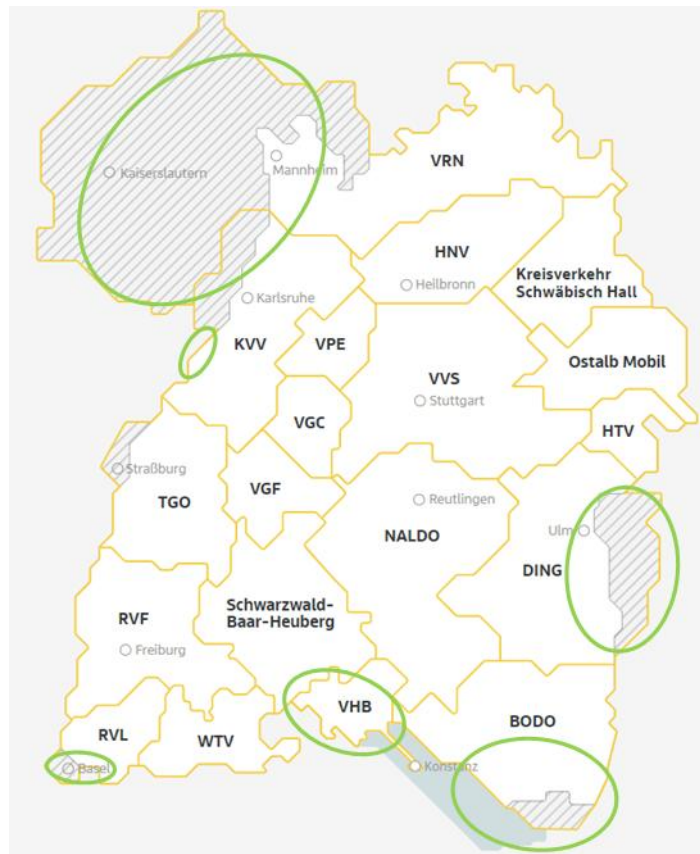 VRN
Kaiserslautern
Mannheim
HNV
Kreisverkehr
Schwäbisch Hall
Heilbronn
Karlsruhe
KVV
VPE
Ostalb Mobil
VVS
Stuttgart
VGC
HTV
Straßburg
VGF
Reutlingen
TGO
NALDO
Ulm
DING
Schwarzwald-
Baar-Heuberg
RVF
Freiburg
VHB
BODO
RVL
WTV
Basel
Konstanz